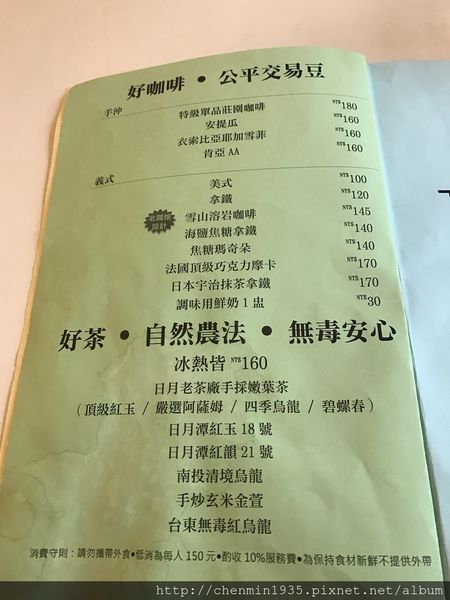 好咖啡 • 公平交易豆
手沖 特級單品莊園咖啡 NT$180
安提瓜 NT$160
衣索比亞耶加雪菲 NT$160
肯亞 AA NT$160
義式 美式 NT$100
拿鐵 NT$120
老闆娘設計 雪山溶岩咖啡 NT$145
海鹽焦糖拿鐵 NT$140
焦糖瑪奇朵 NT$140
法國頂級巧克力摩卡 NT$170
日本宇治抹茶拿鐵 NT$170
調味用鮮奶 1 盅 NT$30
好茶 • 自然農法 • 無毒安心
冰熱皆 NT$160
日月老茶廠手採嫩葉茶
( 頂級紅玉 / 嚴選阿薩姆 / 四季烏龍 / 碧螺春 )
日月潭紅玉 18 號
日月潭紅韻 21 號
南投清境烏龍
手炒玄米金萱
台東無毒紅烏龍
消費守則：請勿攜帶外食•低消為每人 150 元•酌收 10%服務費•為保持食材新鮮不提供外帶
http://chenmin1935.pixnet.net/album